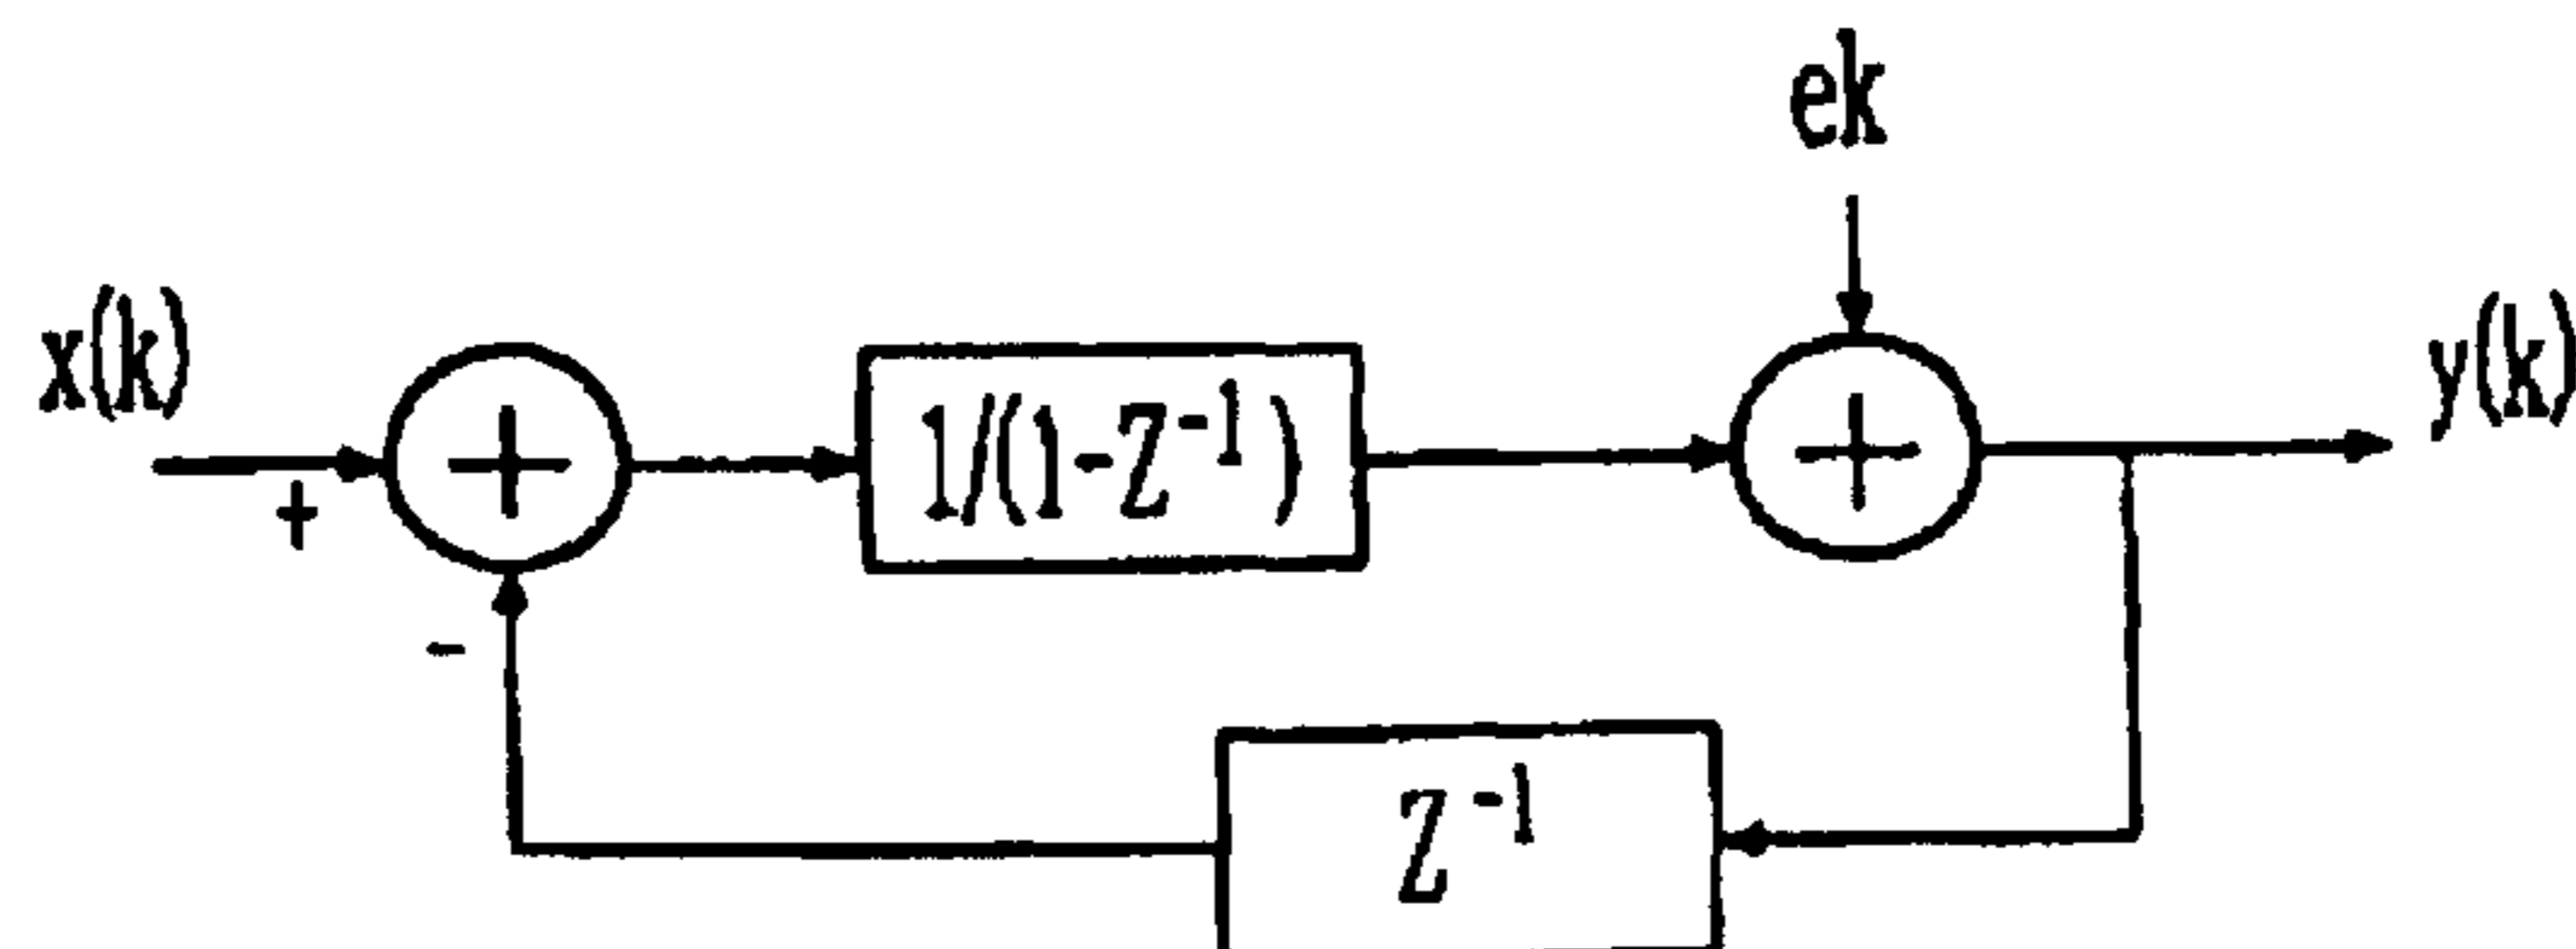 ek
x(k)
y(k)
+
+
1/(1-Z⁻¹)
+
-
Z⁻¹